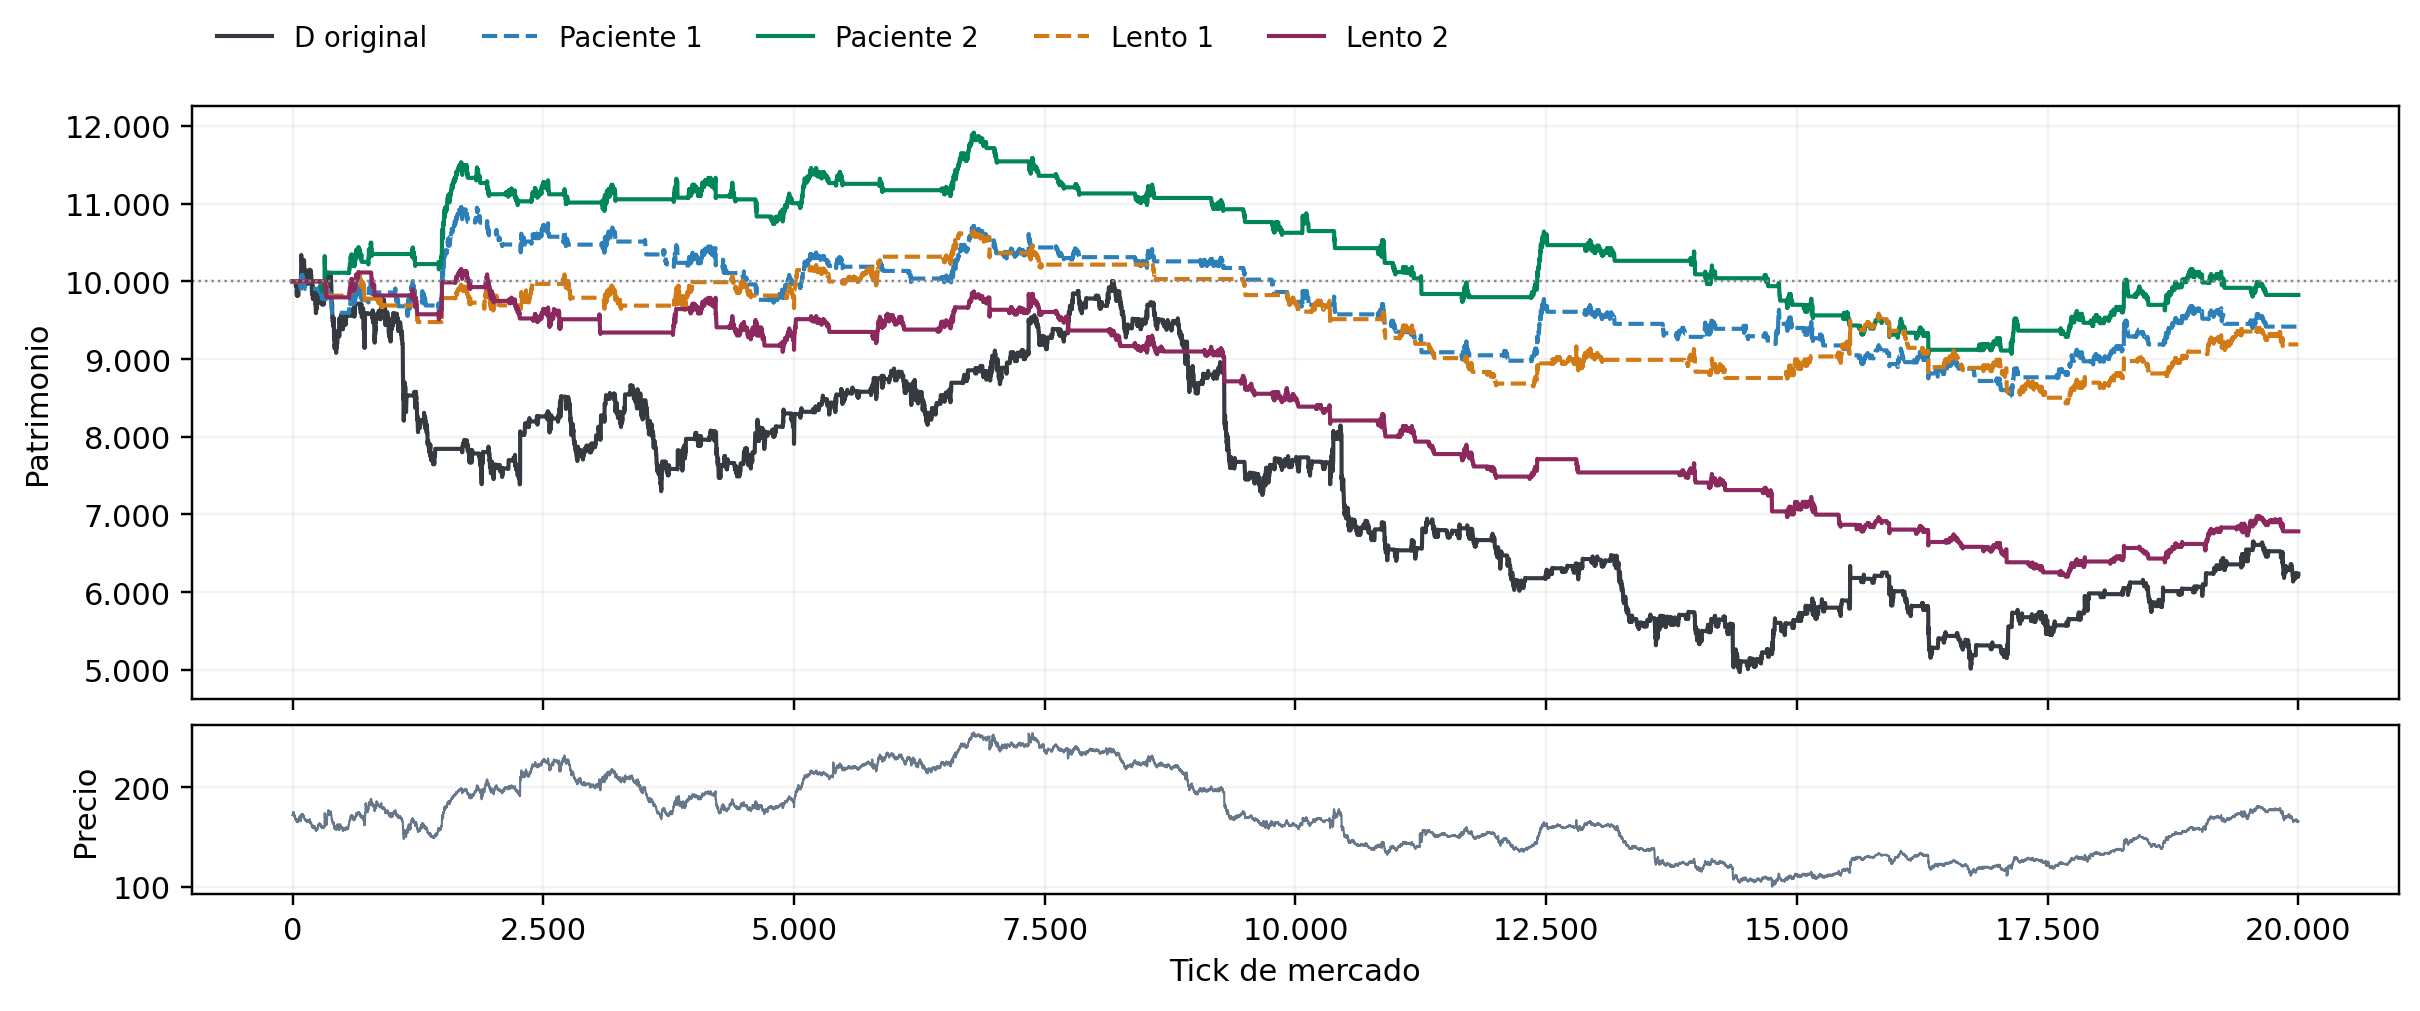 D original Paciente 1 Paciente 2 Lento 1 Lento 2
Patrimonio
12.000
11.000
10.000
9.000
8.000
7.000
6.000
5.000
Precio
200
100
0 2.500 5.000 7.500 10.000 12.500 15.000 17.500 20.000
Tick de mercado